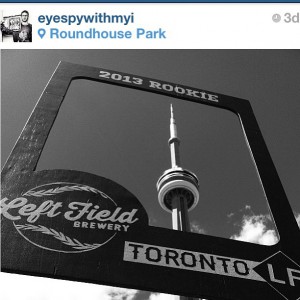 eyespywithmyi
3d
Roundhouse Park
2013 ROOKIE
Left Field
BREWERY
TORONTO